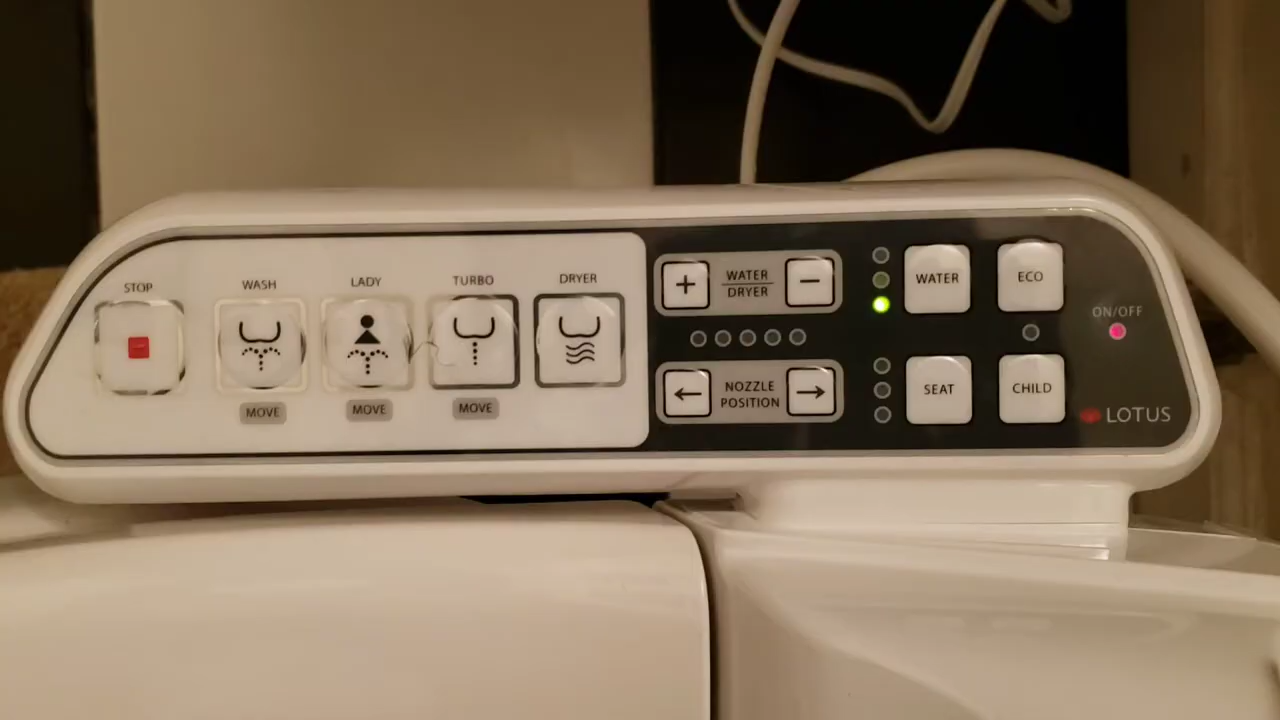 STOP
WASH
LADY
TURBO
DRYER
MOVE
MOVE
MOVE
+
WATER
DRYER
−
←
NOZZLE
POSITION
→
WATER
ECO
SEAT
CHILD
ON/OFF
LOTUS